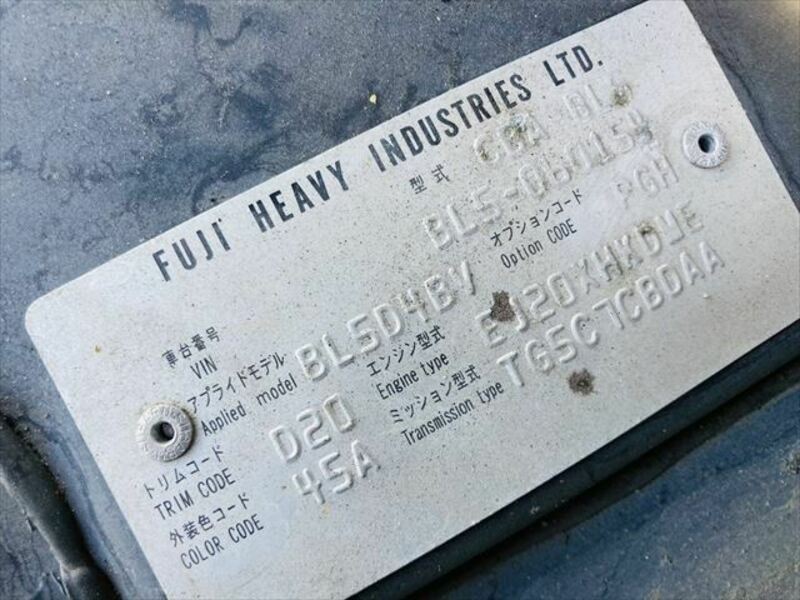 FUJI HEAVY INDUSTRIES LTD.
型式 CBA-BL5
車台番号
VIN BL5-060159
アプライドモデル
Applied model BL5D4BV
オプションコード
Option CODE PGH
エンジン型式
Engine type EJ20XHXDWE
トリムコード
TRIM CODE D20
ミッション型式
Transmission type TG5C7CBDAA
外装色コード
COLOR CODE 45A